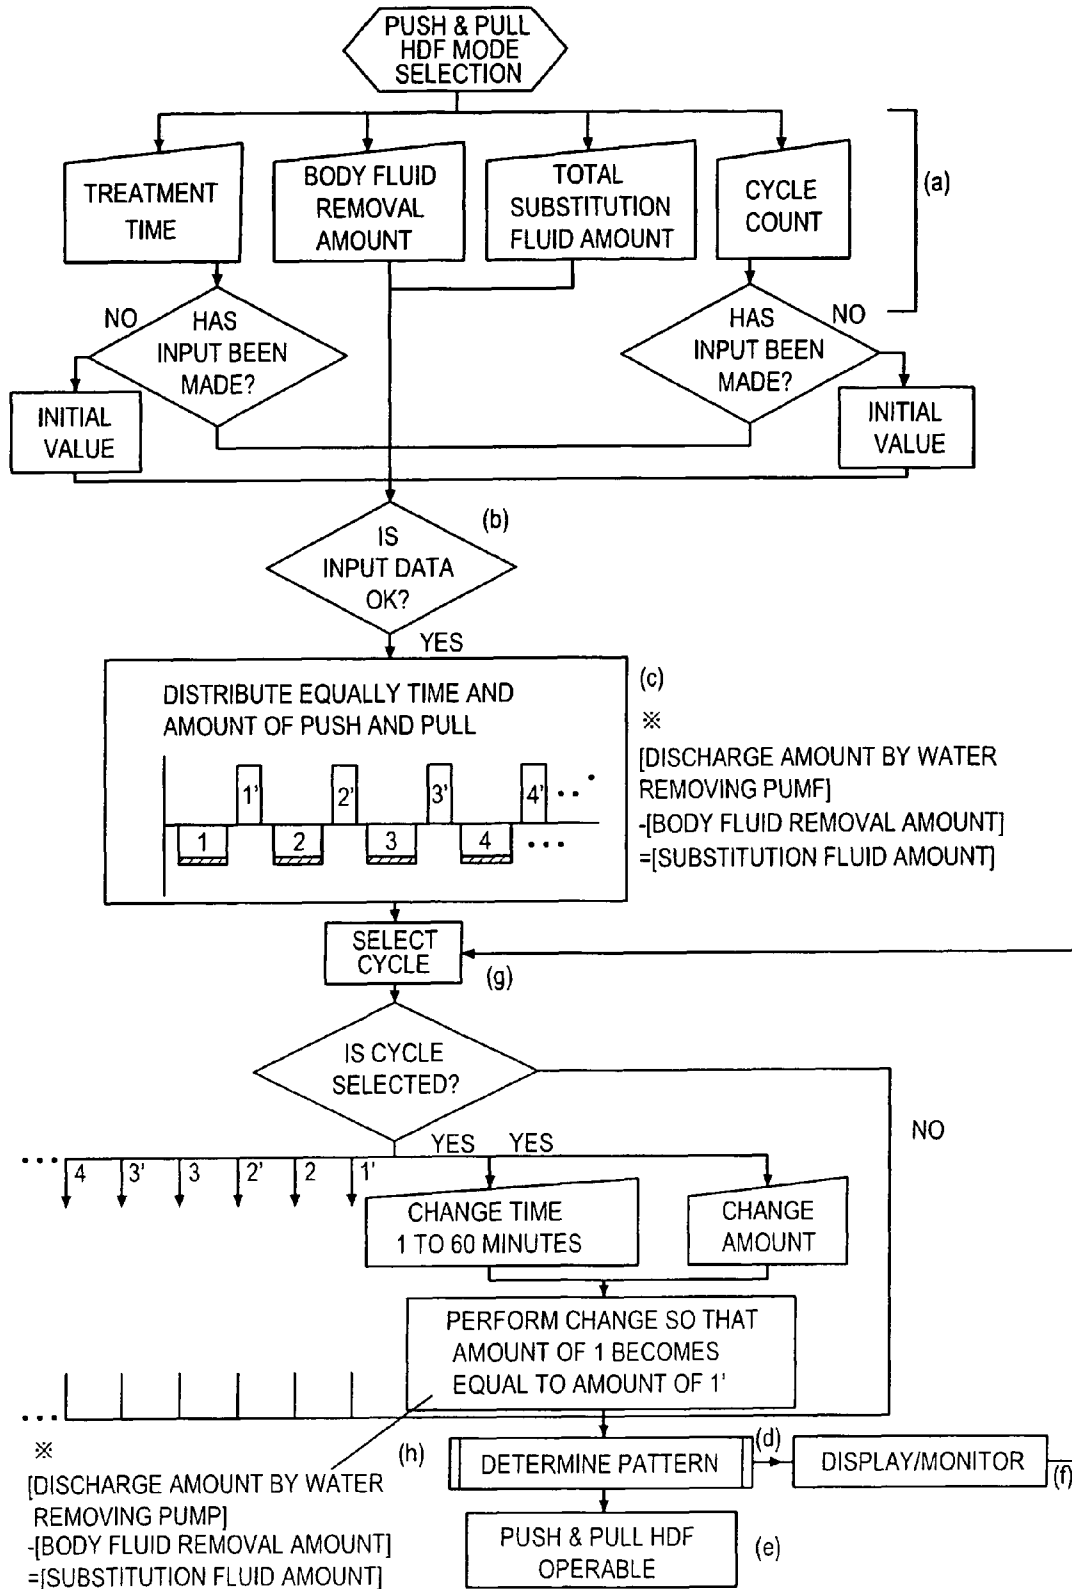 PUSH & PULL
HDF MODE
SELECTION
TREATMENT
TIME
BODY FLUID
REMOVAL
AMOUNT
TOTAL
SUBSTITUTION
FLUID AMOUNT
CYCLE
COUNT
(a)
NO
HAS
INPUT BEEN
MADE?
HAS
INPUT BEEN
MADE?
NO
INITIAL
VALUE
INITIAL
VALUE
(b)
IS
INPUT DATA
OK?
YES
DISTRIBUTE EQUALLY TIME AND
AMOUNT OF PUSH AND PULL
1' 2' 3' 4' • • •
1 2 3 4 • • •
(c)
※
[DISCHARGE AMOUNT BY WATER
REMOVING PUMF]
-[BODY FLUID REMOVAL AMOUNT]
=[SUBSTITUTION FLUID AMOUNT]
SELECT
CYCLE
(g)
IS CYCLE
SELECTED?
NO
YES YES
• • • 4 3' 3 2' 2 1'
CHANGE TIME
1 TO 60 MINUTES
CHANGE
AMOUNT
PERFORM CHANGE SO THAT
AMOUNT OF 1 BECOMES
EQUAL TO AMOUNT OF 1'
• • •
※
[DISCHARGE AMOUNT BY WATER
REMOVING PUMP]
-[BODY FLUID REMOVAL AMOUNT]
=[SUBSTITUTION FLUID AMOUNT]
(h)
DETERMINE PATTERN
(d)
DISPLAY/MONITOR
(f)
PUSH & PULL HDF
OPERABLE
(e)